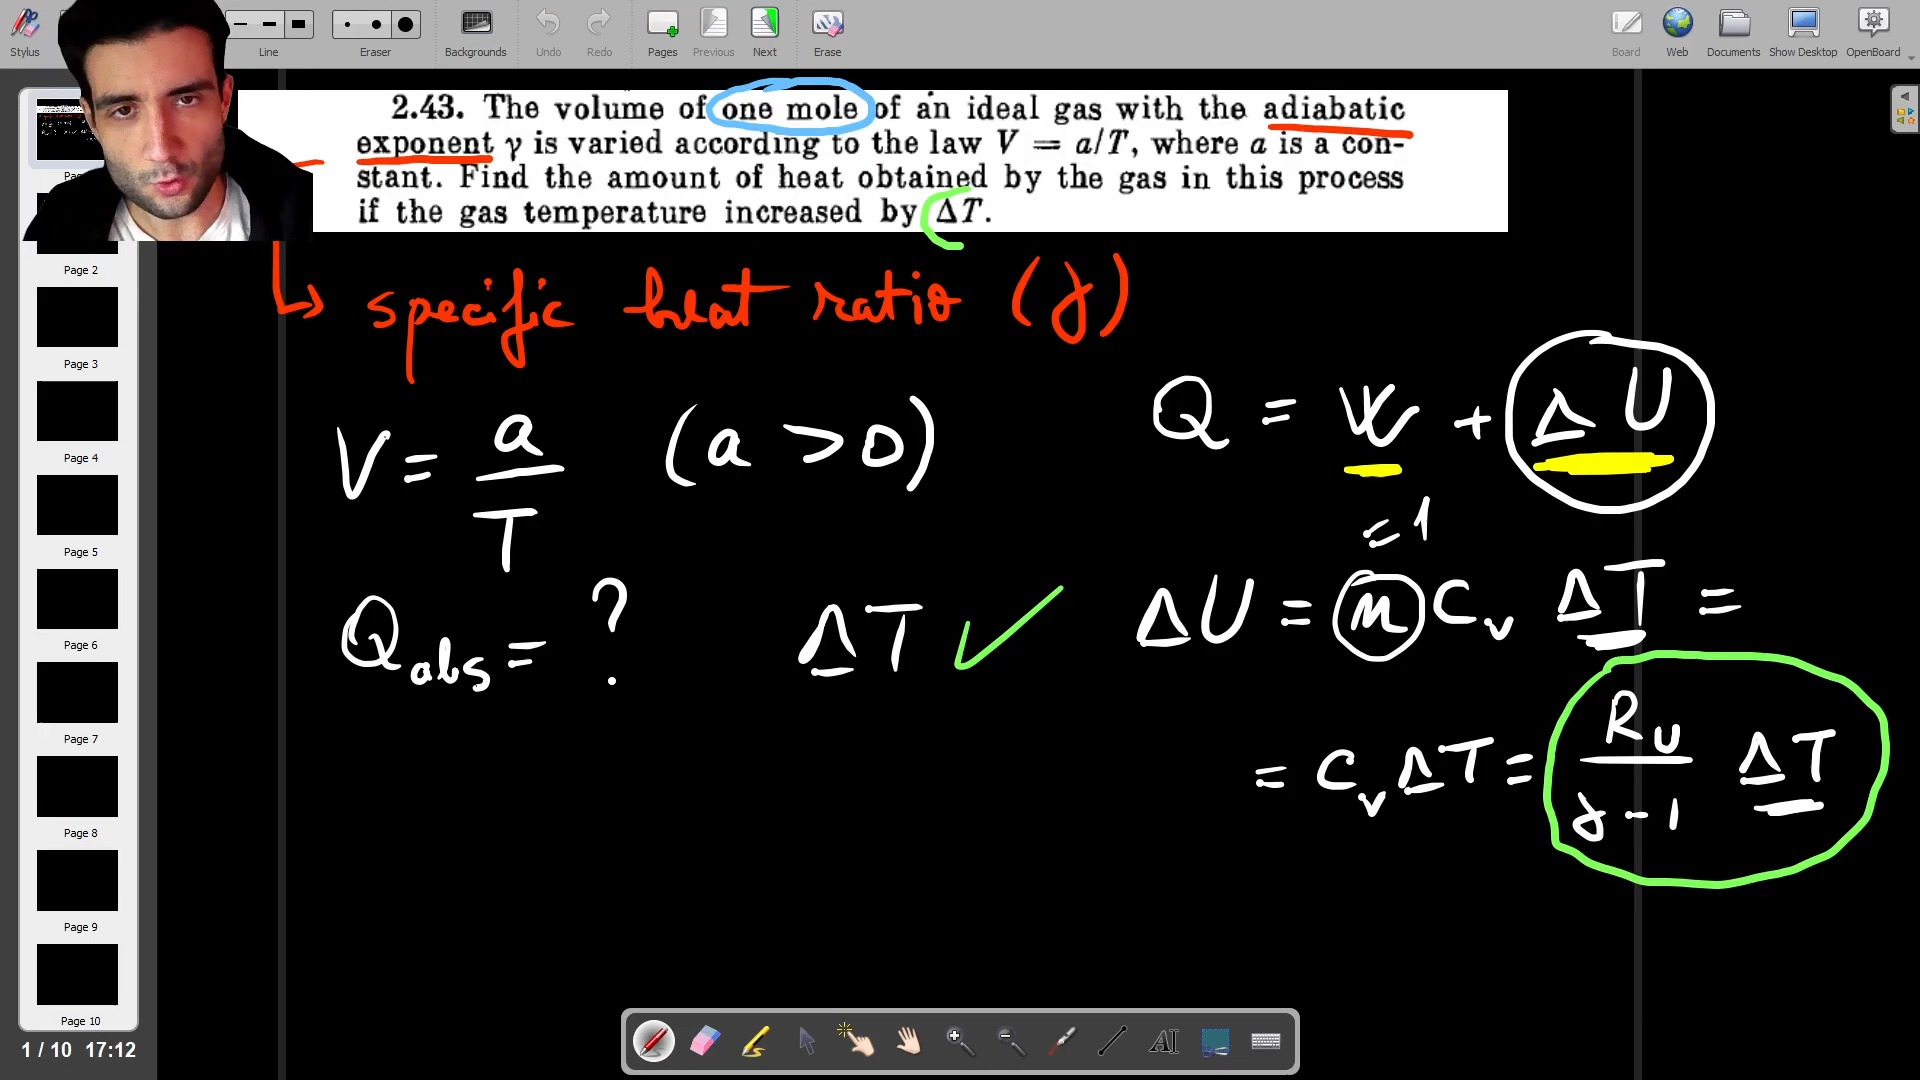 Stylus
Line
Eraser
Backgrounds
Undo
Redo
Pages
Previous
Next
Erase
Board
Web
Documents
Show Desktop
OpenBoard
2.43. The volume of one mole of an ideal gas with the adiabatic
exponent γ is varied according to the law V = a/T, where a is a con-
stant. Find the amount of heat obtained by the gas in this process
if the gas temperature increased by ΔT.
↳ specific heat ratio (γ)
V = a/T (a > 0)
Q = W + ΔU
= 1
Q abs = ? ΔT ✓
ΔU = n C v ΔT =
= C v ΔT = R U / γ - 1 ΔT
Page 2
Page 3
Page 4
Page 5
Page 6
Page 7
Page 8
Page 9
Page 10
1 / 10 17:12
AI